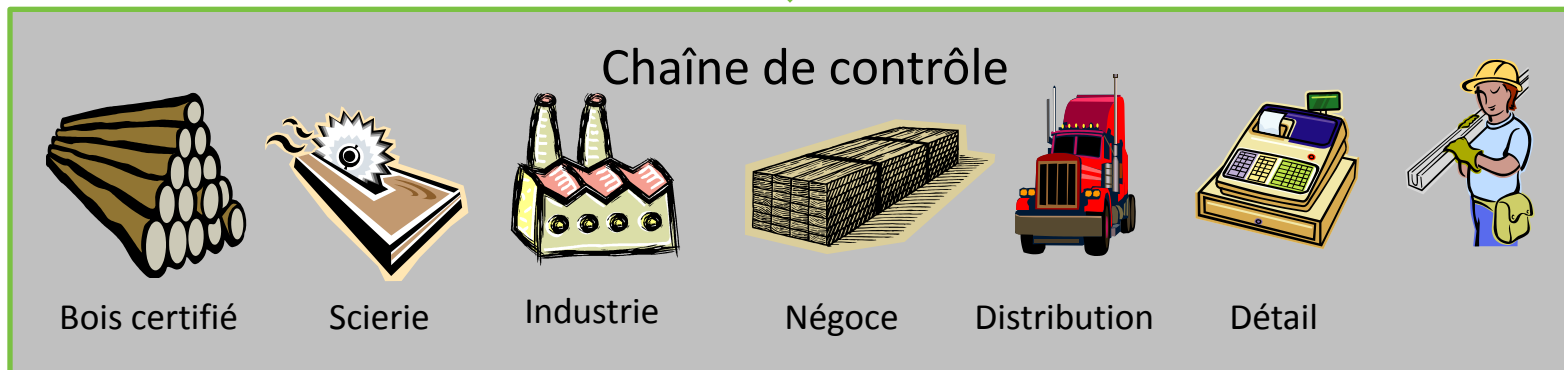 Chaîne de contrôle
Bois certifié
Scierie
Industrie
Négoce
Distribution
Détail